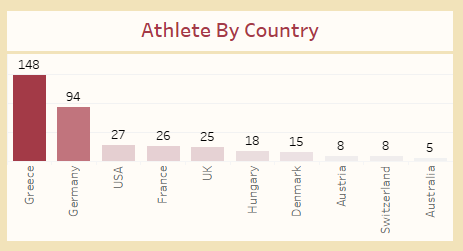 Athlete By Country
148
94
27
26
25
18
15
8
8
5
Greece
Germany
USA
France
UK
Hungary
Denmark
Austria
Switzerland
Australia